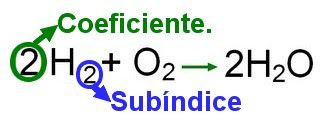 Coeficiente.
2H₂ + O₂ → 2H₂O
Subíndice